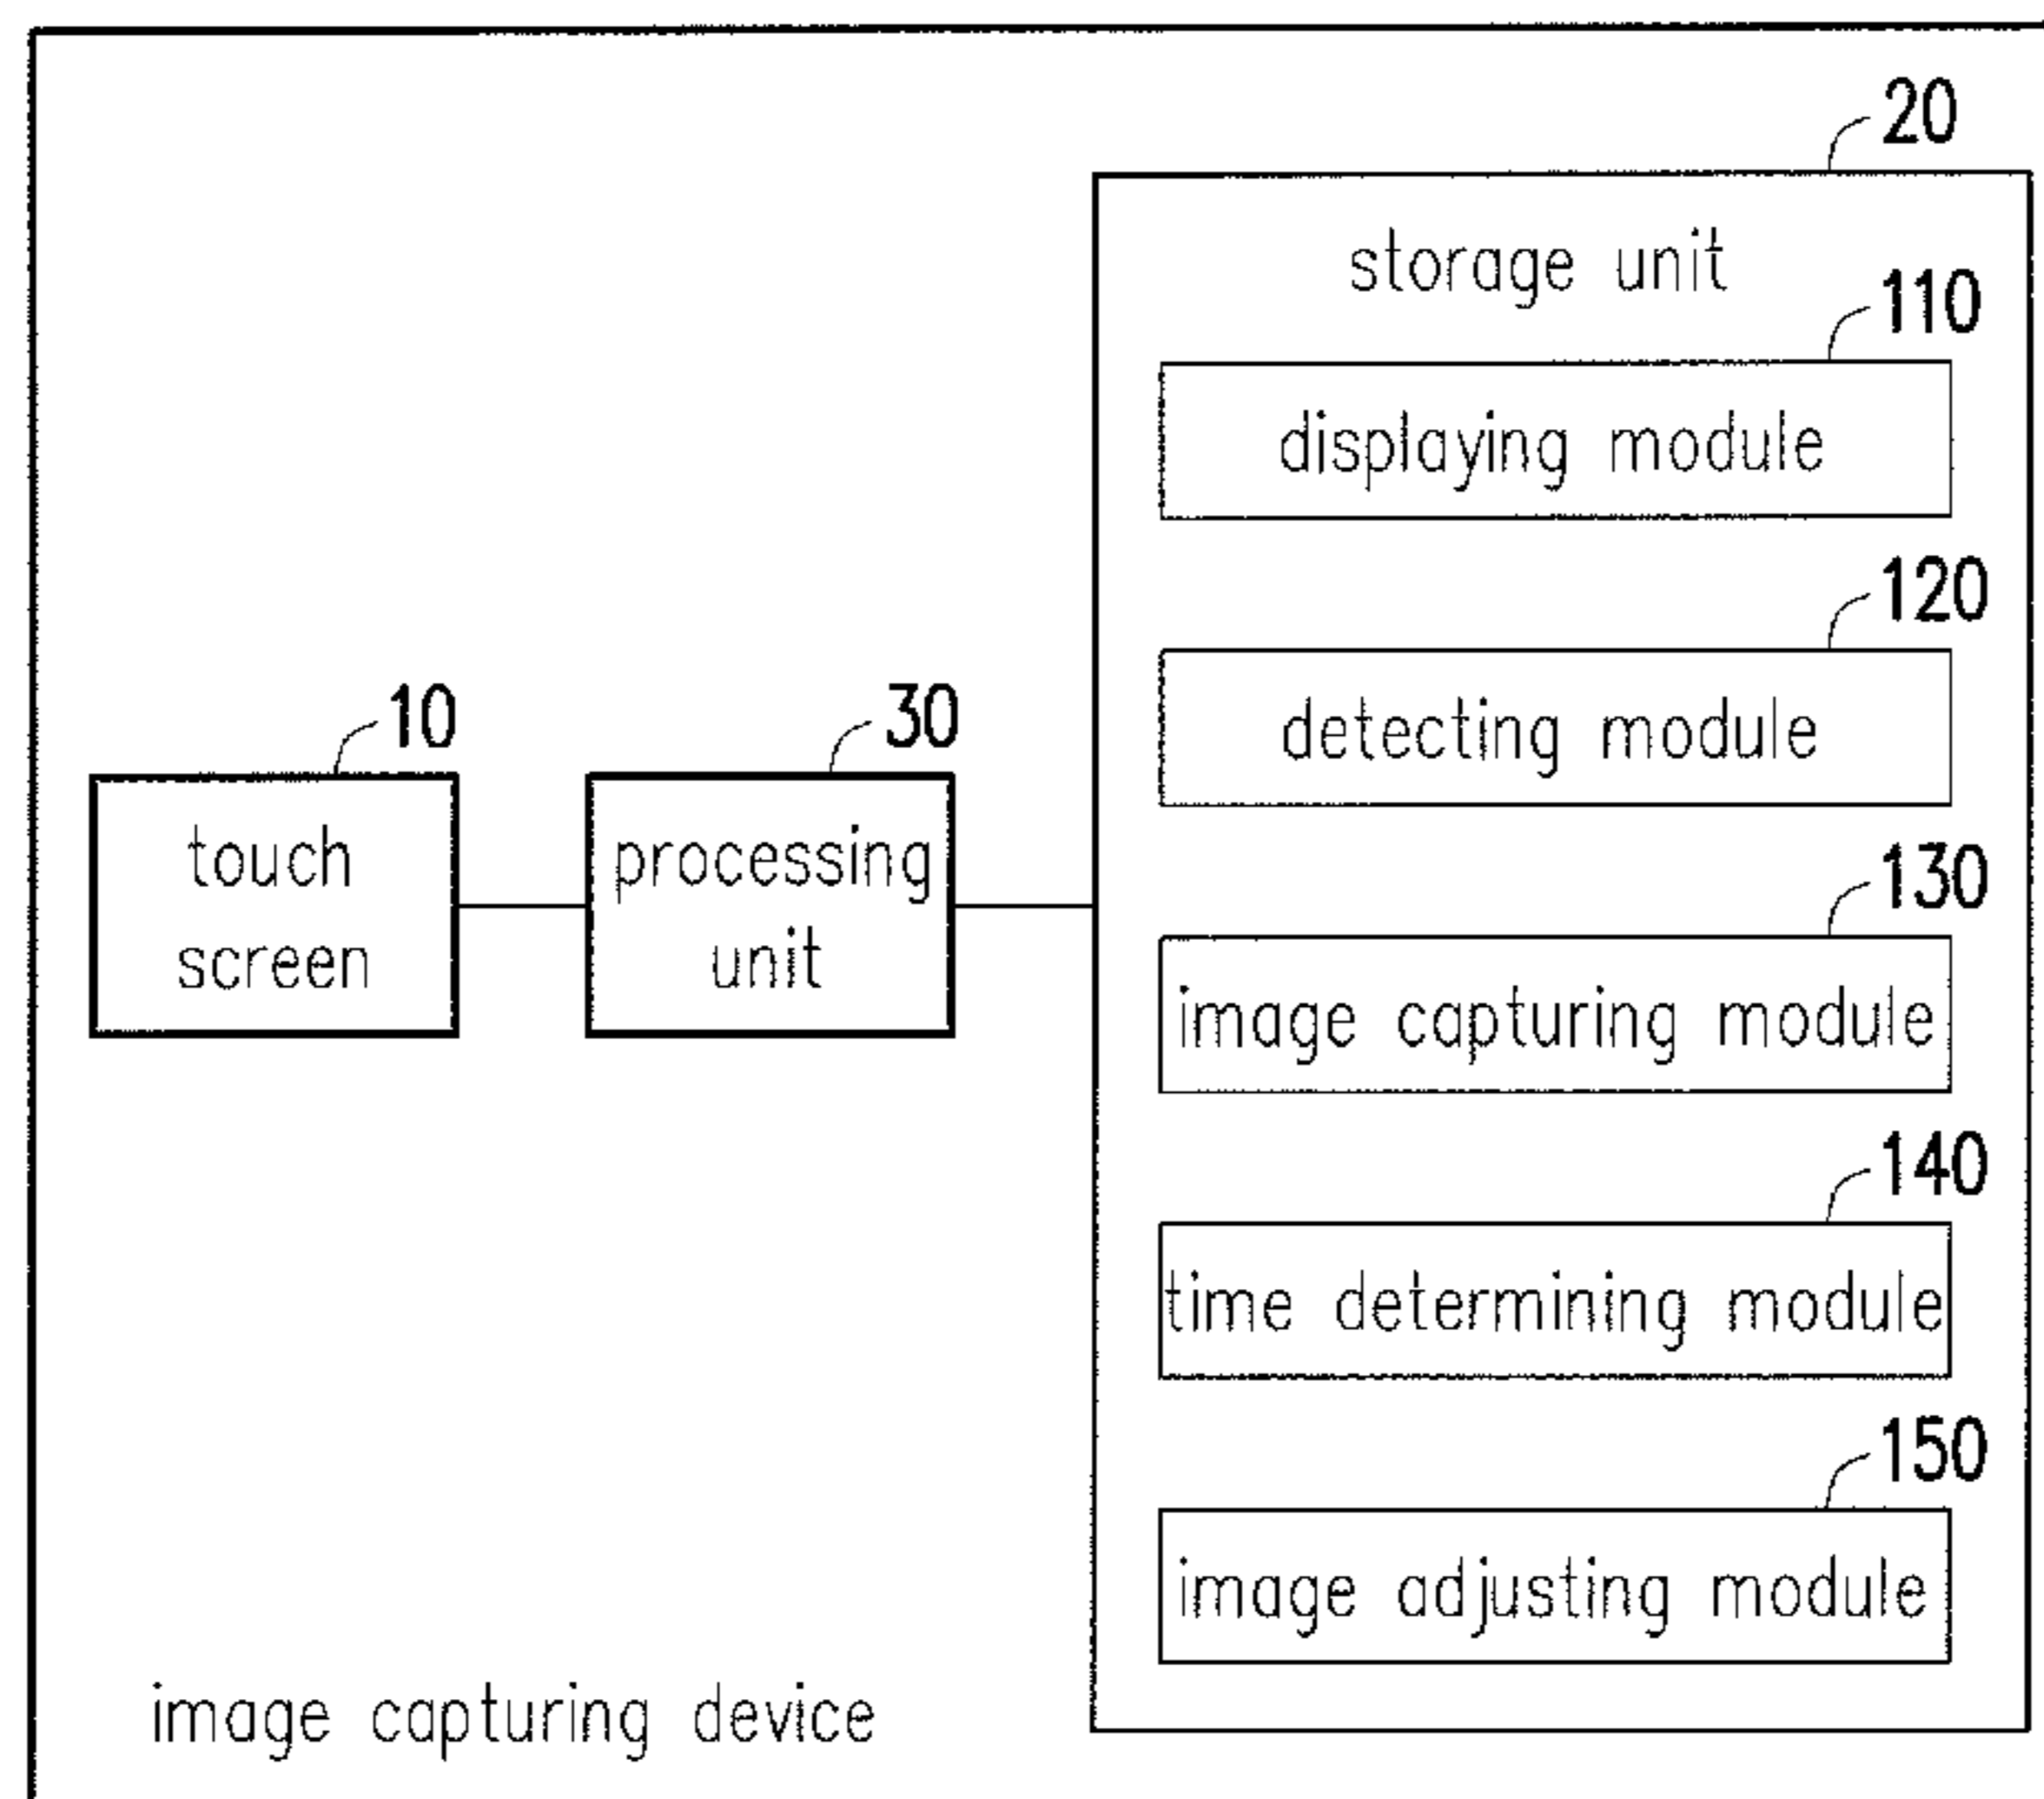 20
storage unit
110
displaying module
120
detecting module
10
30
touch
screen
processing
unit
130
image capturing module
140
time determining module
150
image adjusting module
image capturing device